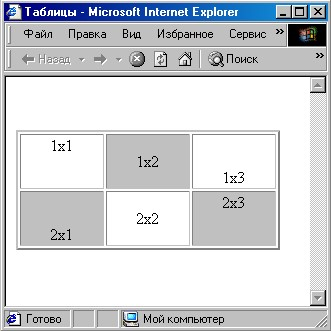 Таблицы - Microsoft Internet Explorer
Файл Правка Вид Избранное Сервис »
Назад Поиск »
1x1 1x2 1x3
2x1 2x2 2x3
Готово Мой компьютер